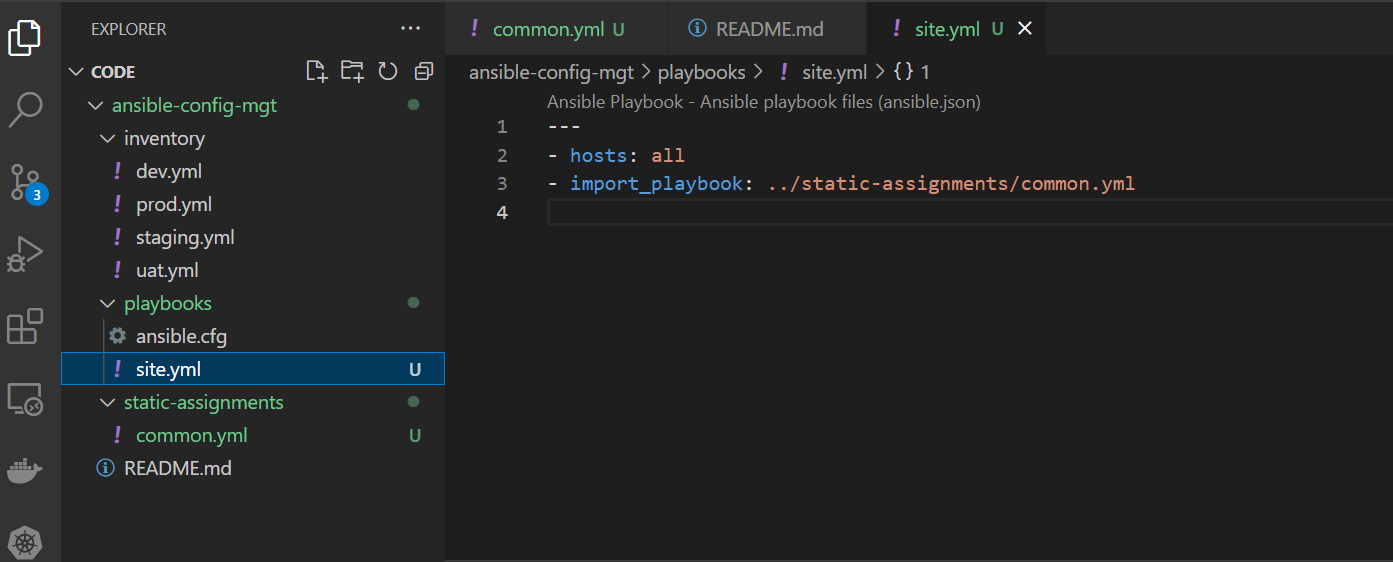 EXPLORER
CODE
ansible-config-mgt
inventory
! dev.yml
! prod.yml
! staging.yml
! uat.yml
playbooks
ansible.cfg
! site.yml U
static-assignments
! common.yml U
README.md
3
! common.yml U
README.md
! site.yml U
ansible-config-mgt > playbooks > ! site.yml > {} 1
Ansible Playbook - Ansible playbook files (ansible.json)
1 ---
2 - hosts: all
3 - import_playbook: ../static-assignments/common.yml
4